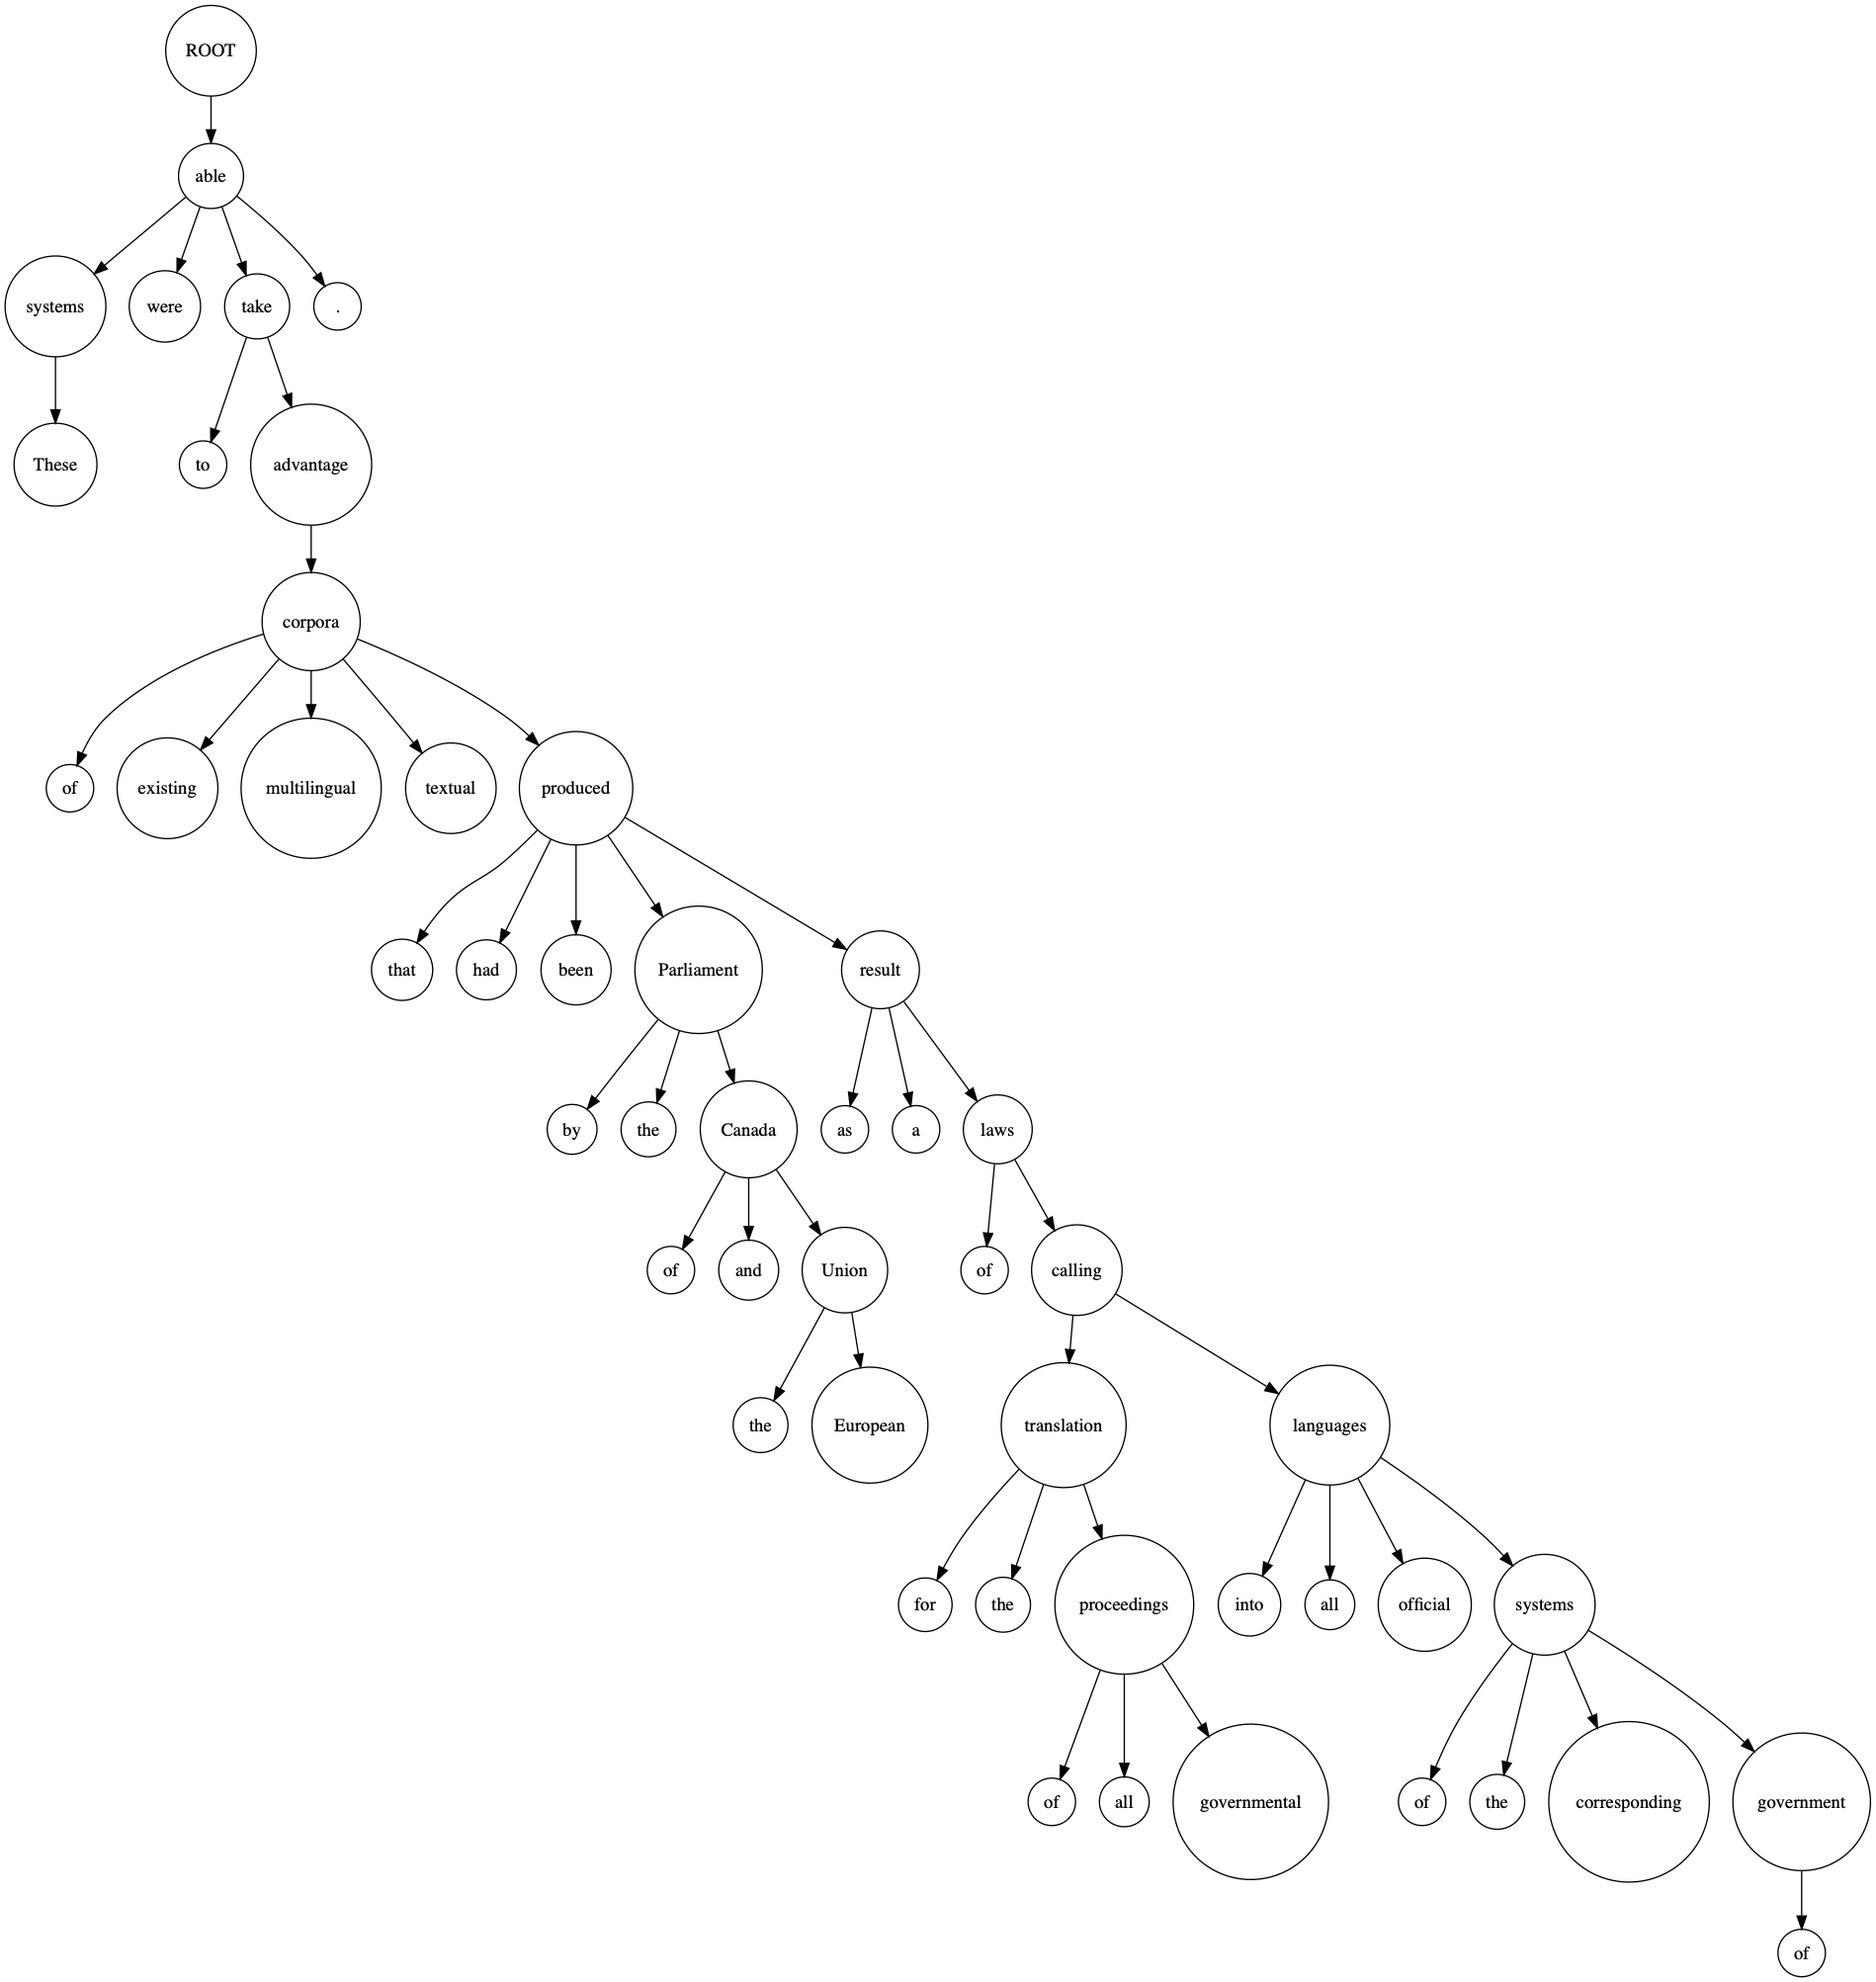 ROOT
able
systems were take .
These to advantage
corpora
of existing multilingual textual produced
that had been Parliament result
by the Canada as a laws
of and Union of calling
the European translation languages
for the proceedings into all official systems
of all governmental of the corresponding government
of